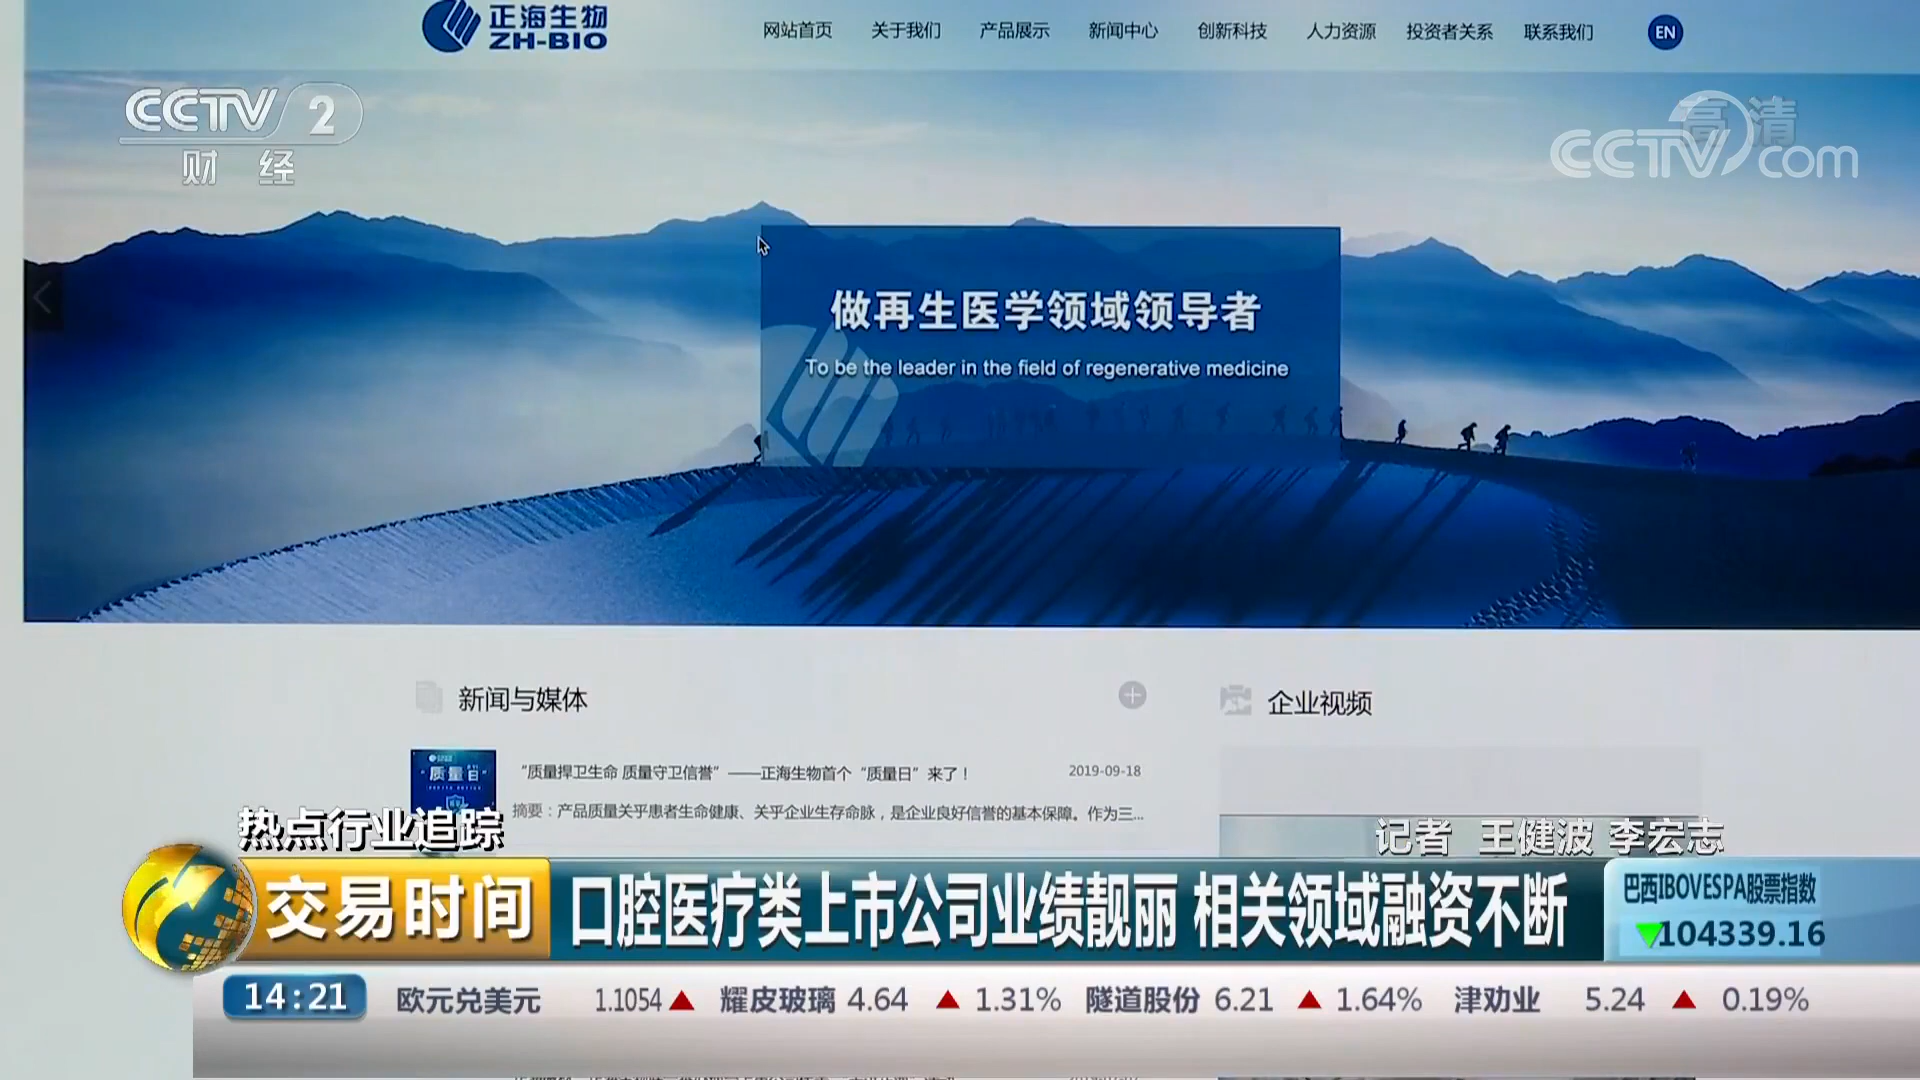 正海生物
ZH-BIO
网站首页 关于我们 产品展示 新闻中心 创新科技 人力资源 投资者关系 联系我们 EN
CCTV 2
财经
高清
CCTV com
做再生医学领域领导者
To be the leader in the field of regenerative medicine
新闻与媒体
企业视频
质量日
“质量捍卫生命 质量守卫信誉”——正海生物首个“质量日”来了！ 2019-09-18
摘要：产品质量关乎患者生命健康、关乎企业生存命脉，是企业良好信誉的基本保障。作为三...
热点行业追踪
记者 王健波 李宏志
交易时间
口腔医疗类上市公司业绩靓丽 相关领域融资不断
巴西IBOVESPA股票指数
▼104339.16
14:21 欧元兑美元 1.1054▲ 耀皮玻璃 4.64 ▲ 1.31% 隧道股份 6.21 ▲ 1.64% 津劝业 5.24 ▲ 0.19%